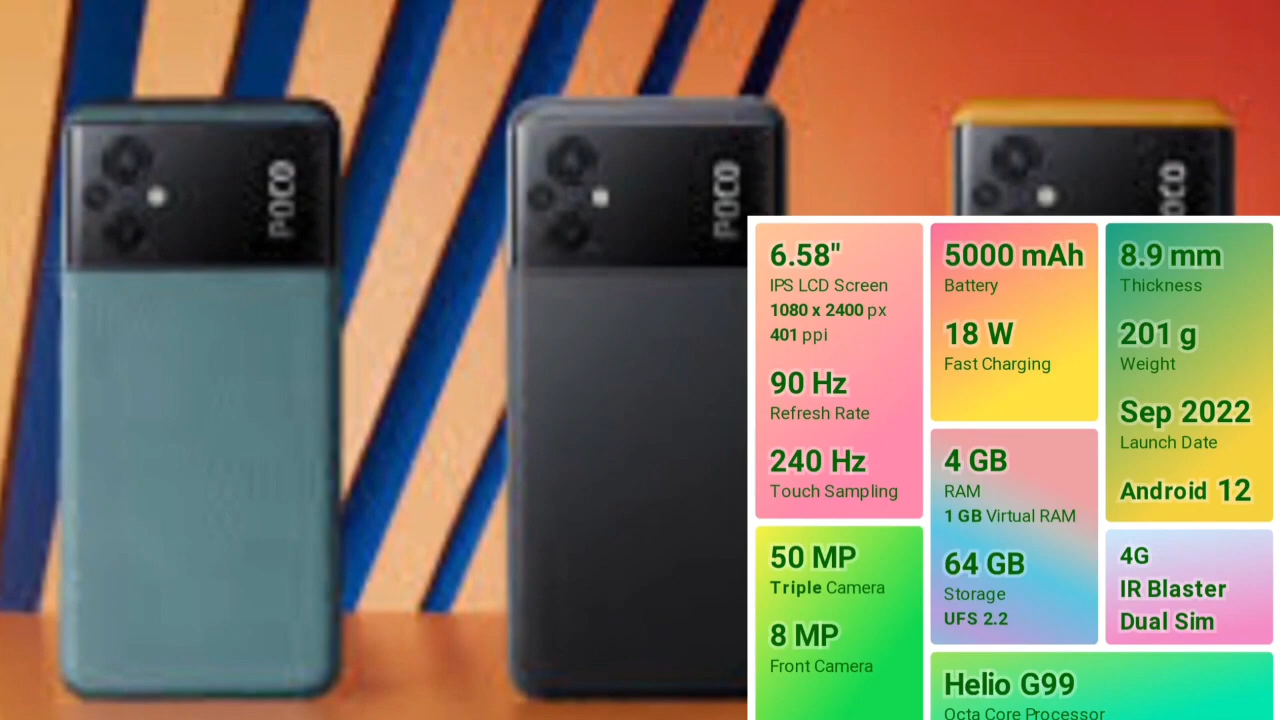 POCO
POCO
POCO
6.58"
IPS LCD Screen
1080 x 2400 px
401 ppi
90 Hz
Refresh Rate
240 Hz
Touch Sampling
50 MP
Triple Camera
8 MP
Front Camera
5000 mAh
Battery
18 W
Fast Charging
4 GB
RAM
1 GB Virtual RAM
64 GB
Storage
UFS 2.2
8.9 mm
Thickness
201 g
Weight
Sep 2022
Launch Date
Android 12
4G
IR Blaster
Dual Sim
Helio G99
Octa Core Processor